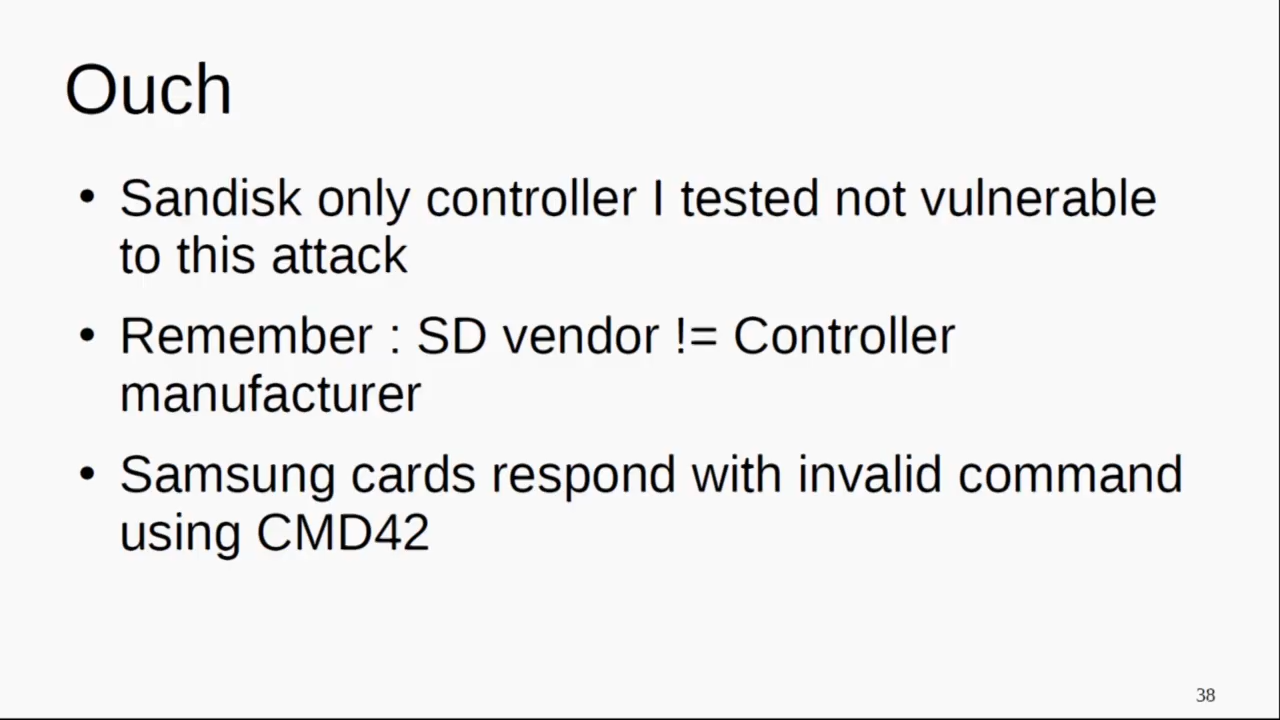 Ouch
• Sandisk only controller I tested not vulnerable
to this attack
• Remember : SD vendor != Controller
manufacturer
• Samsung cards respond with invalid command
using CMD42
38